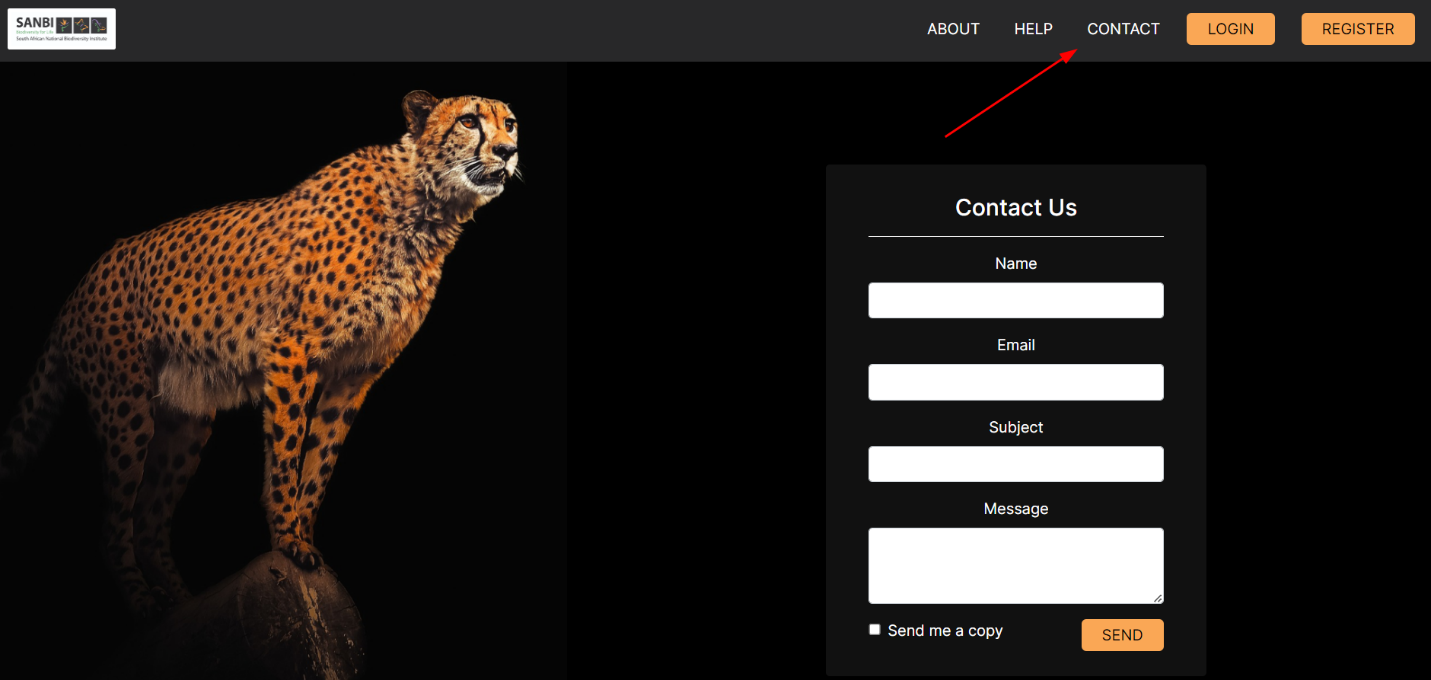 SANBI
Biodiversity for Life
South African National Biodiversity Institute
ABOUT
HELP
CONTACT
LOGIN
REGISTER
Contact Us
Name
Email
Subject
Message
Send me a copy
SEND